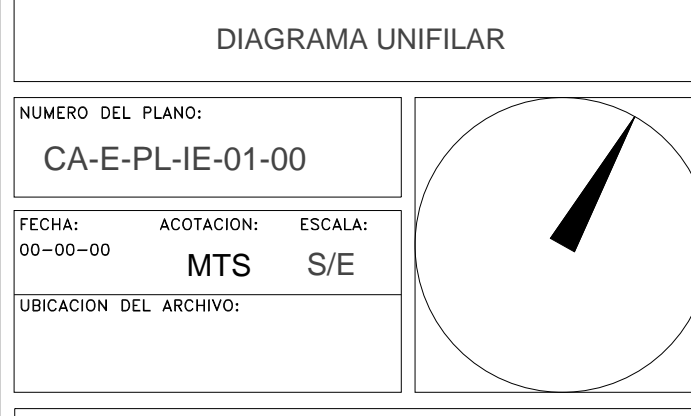 DIAGRAMA UNIFILAR
NUMERO DEL PLANO:
CA-E-PL-IE-01-00
FECHA: ACOTACION: ESCALA:
00-00-00 MTS S/E
UBICACION DEL ARCHIVO: